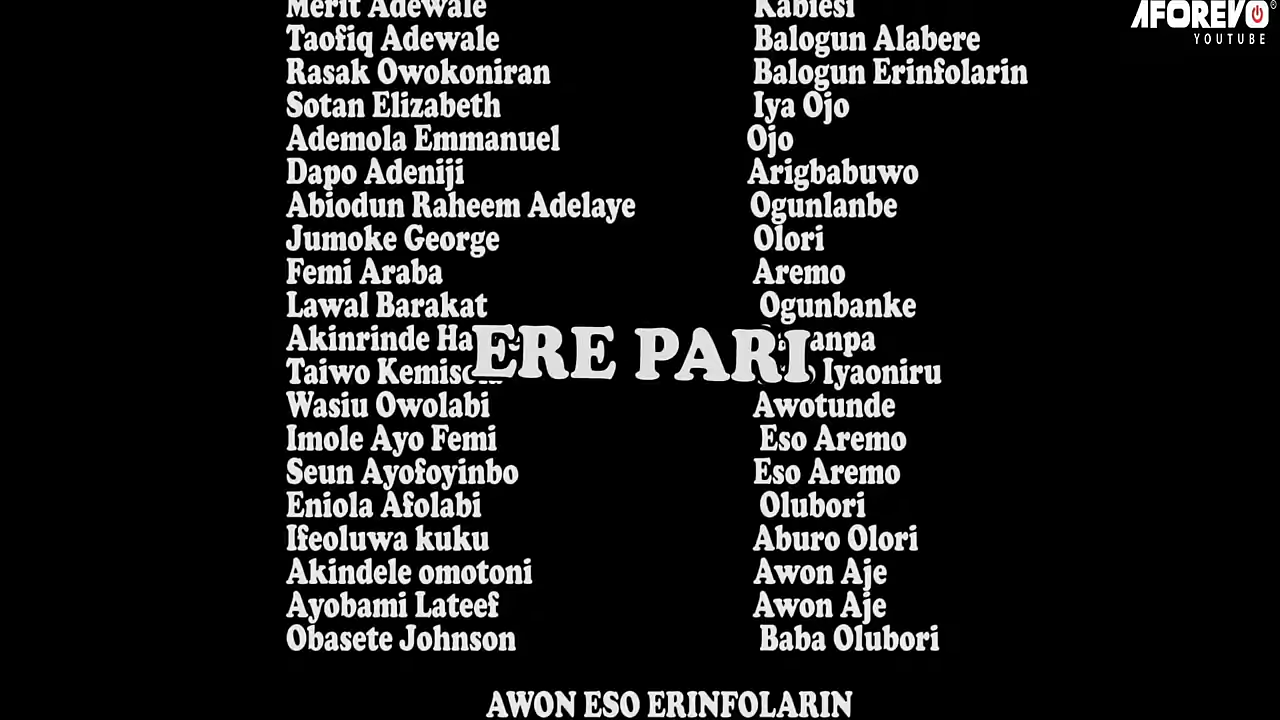 AFOREVO
YOUTUBE
Merit Adewale Kabiesi
Taofiq Adewale Balogun Alabere
Rasak Owokoniran Balogun Erinfolarin
Sotan Elizabeth Iya Ojo
Ademola Emmanuel Ojo
Dapo Adeniji Arigbabuwo
Abiodun Raheem Adelaye Ogunlanbe
Jumoke George Olori
Femi Araba Aremo
Lawal Barakat Ogunbanke
Akinrinde
ERE PARI
Taiwo Iyaoniru
Wasiu Owolabi Awotunde
Imole Ayo Femi Eso Aremo
Seun Ayofoyinbo Eso Aremo
Eniola Afolabi Olubori
Ifeoluwa kuku Aburo Olori
Akindele omotoni Awon Aje
Ayobami Lateef Awon Aje
Obasete Johnson Baba Olubori
AWON ESO ERINFOLARIN